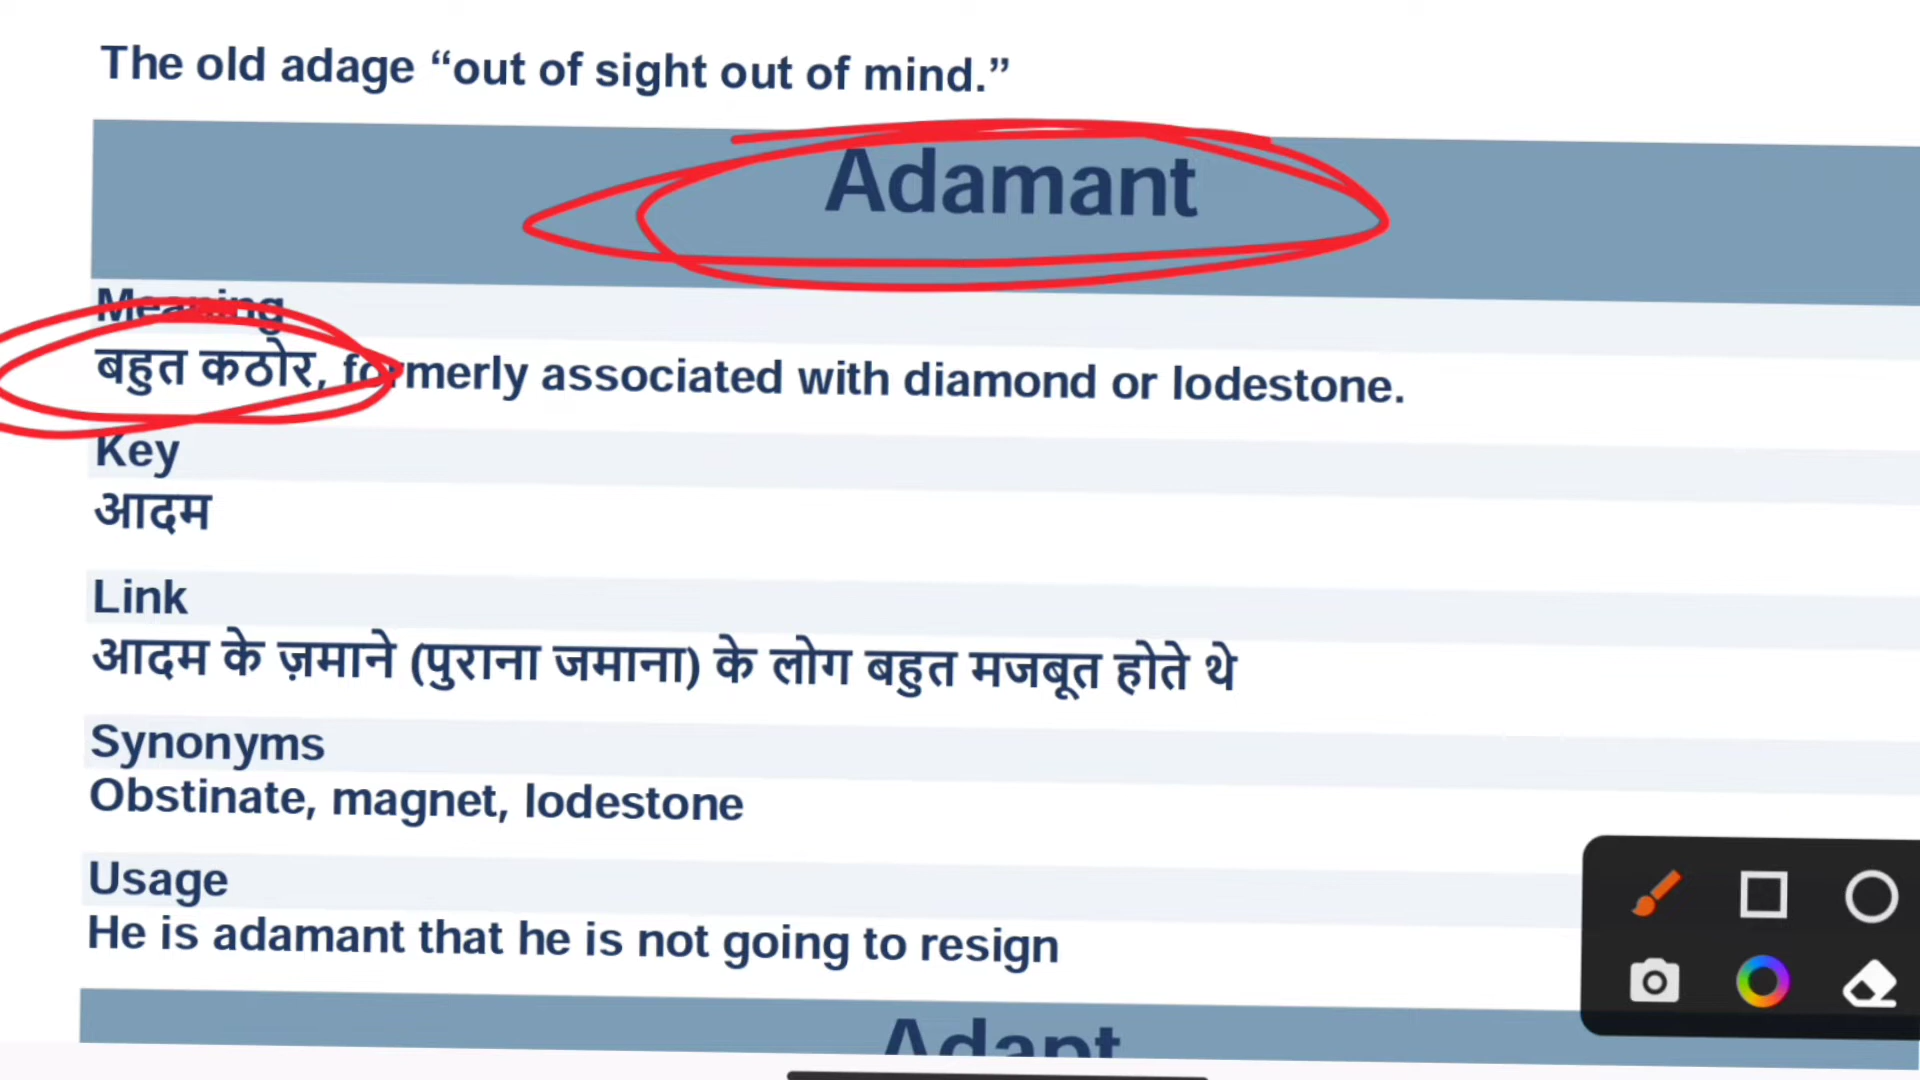 The old adage “out of sight out of mind.”
Adamant
Meaning
बहुत कठोर, formerly associated with diamond or lodestone.
Key
आदम
Link
आदम के ज़माने (पुराना जमाना) के लोग बहुत मजबूत होते थे
Synonyms
Obstinate, magnet, lodestone
Usage
He is adamant that he is not going to resign
Adapt